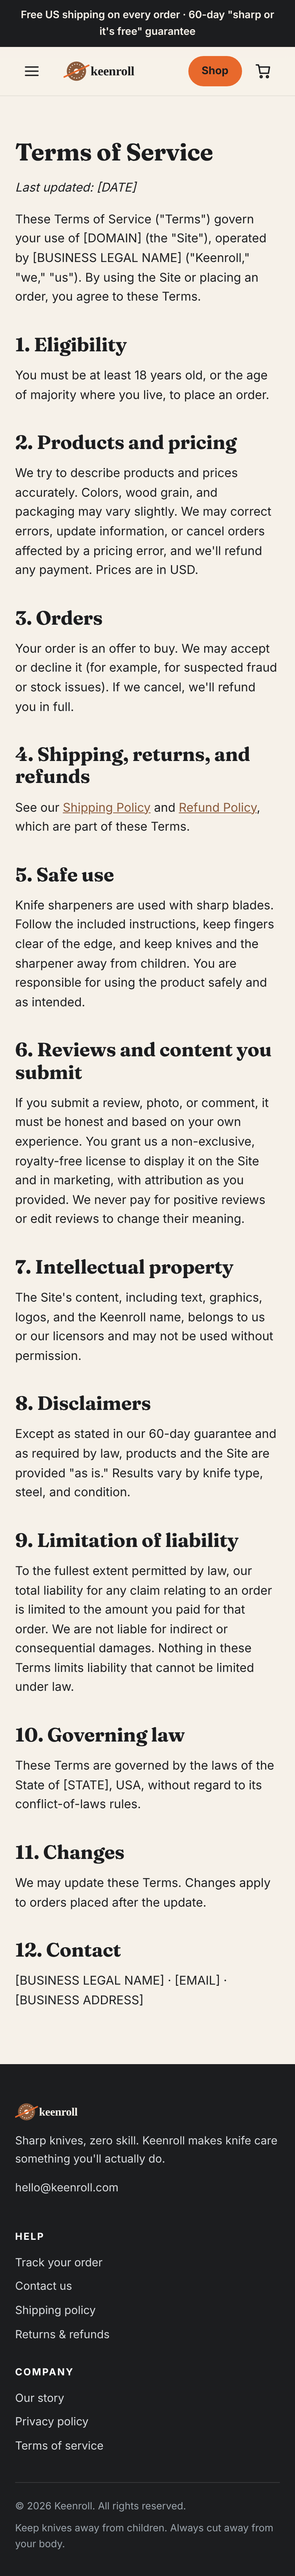 Free US shipping on every order · 60-day "sharp or
it's free" guarantee
keenroll
Shop
Terms of Service
Last updated: [DATE]
These Terms of Service ("Terms") govern
your use of [DOMAIN] (the "Site"), operated
by [BUSINESS LEGAL NAME] ("Keenroll,"
"we," "us"). By using the Site or placing an
order, you agree to these Terms.
1. Eligibility
You must be at least 18 years old, or the age
of majority where you live, to place an order.
2. Products and pricing
We try to describe products and prices
accurately. Colors, wood grain, and
packaging may vary slightly. We may correct
errors, update information, or cancel orders
affected by a pricing error, and we'll refund
any payment. Prices are in USD.
3. Orders
Your order is an offer to buy. We may accept
or decline it (for example, for suspected fraud
or stock issues). If we cancel, we'll refund
you in full.
4. Shipping, returns, and
refunds
See our Shipping Policy and Refund Policy,
which are part of these Terms.
5. Safe use
Knife sharpeners are used with sharp blades.
Follow the included instructions, keep fingers
clear of the edge, and keep knives and the
sharpener away from children. You are
responsible for using the product safely and
as intended.
6. Reviews and content you
submit
If you submit a review, photo, or comment, it
must be honest and based on your own
experience. You grant us a non-exclusive,
royalty-free license to display it on the Site
and in marketing, with attribution as you
provided. We never pay for positive reviews
or edit reviews to change their meaning.
7. Intellectual property
The Site's content, including text, graphics,
logos, and the Keenroll name, belongs to us
or our licensors and may not be used without
permission.
8. Disclaimers
Except as stated in our 60-day guarantee and
as required by law, products and the Site are
provided "as is." Results vary by knife type,
steel, and condition.
9. Limitation of liability
To the fullest extent permitted by law, our
total liability for any claim relating to an order
is limited to the amount you paid for that
order. We are not liable for indirect or
consequential damages. Nothing in these
Terms limits liability that cannot be limited
under law.
10. Governing law
These Terms are governed by the laws of the
State of [STATE], USA, without regard to its
conflict-of-laws rules.
11. Changes
We may update these Terms. Changes apply
to orders placed after the update.
12. Contact
[BUSINESS LEGAL NAME] · [EMAIL] ·
[BUSINESS ADDRESS]
keenroll
Sharp knives, zero skill. Keenroll makes knife care
something you'll actually do.
hello@keenroll.com
HELP
Track your order
Contact us
Shipping policy
Returns & refunds
COMPANY
Our story
Privacy policy
Terms of service
© 2026 Keenroll. All rights reserved.
Keep knives away from children. Always cut away from
your body.